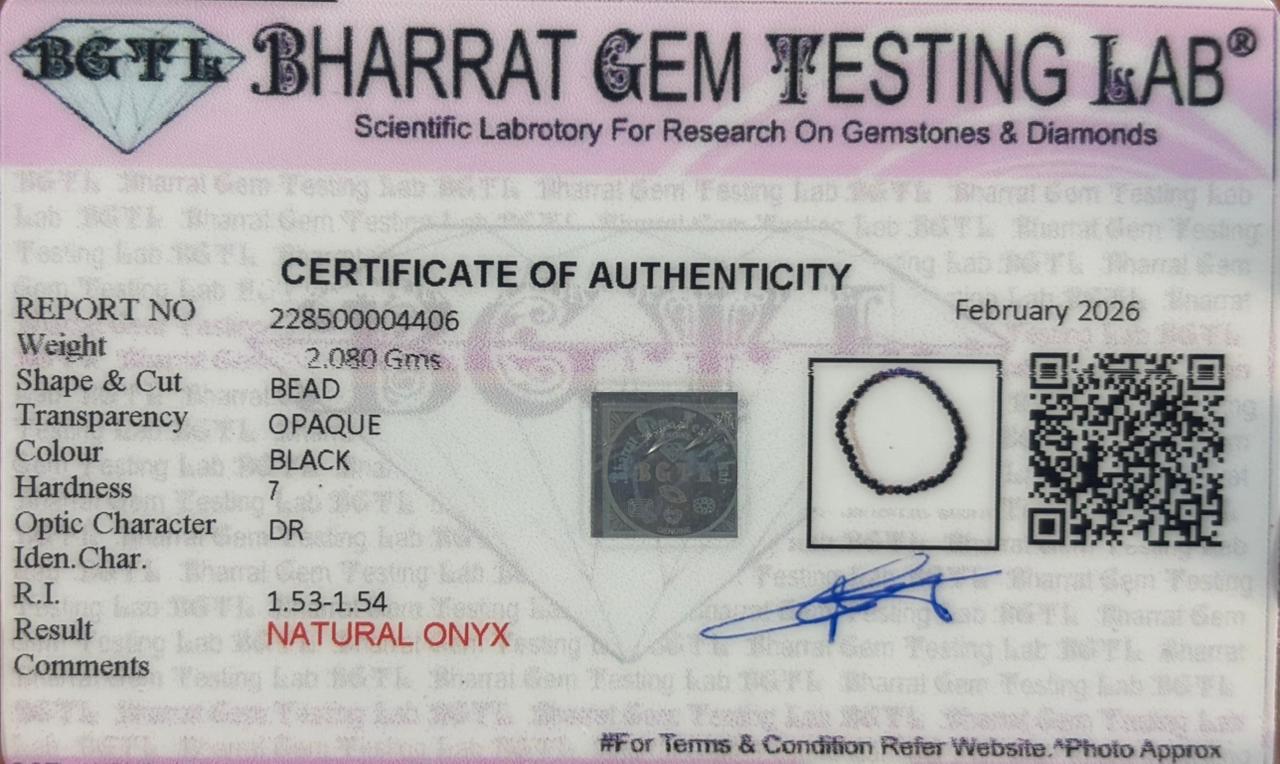 BGTL BHARRAT GEM TESTING LAB®
Scientific Labrotory For Research On Gemstones & Diamonds
CERTIFICATE OF AUTHENTICITY
REPORT NO 228500004406 February 2026
Weight 2.080 Gms
Shape & Cut BEAD
Transparency OPAQUE
Colour BLACK
Hardness 7
Optic Character DR
Iden.Char.
R.I. 1.53-1.54
Result NATURAL ONYX
Comments
BGTL
#For Terms & Condition Refer Website.*Photo Approx